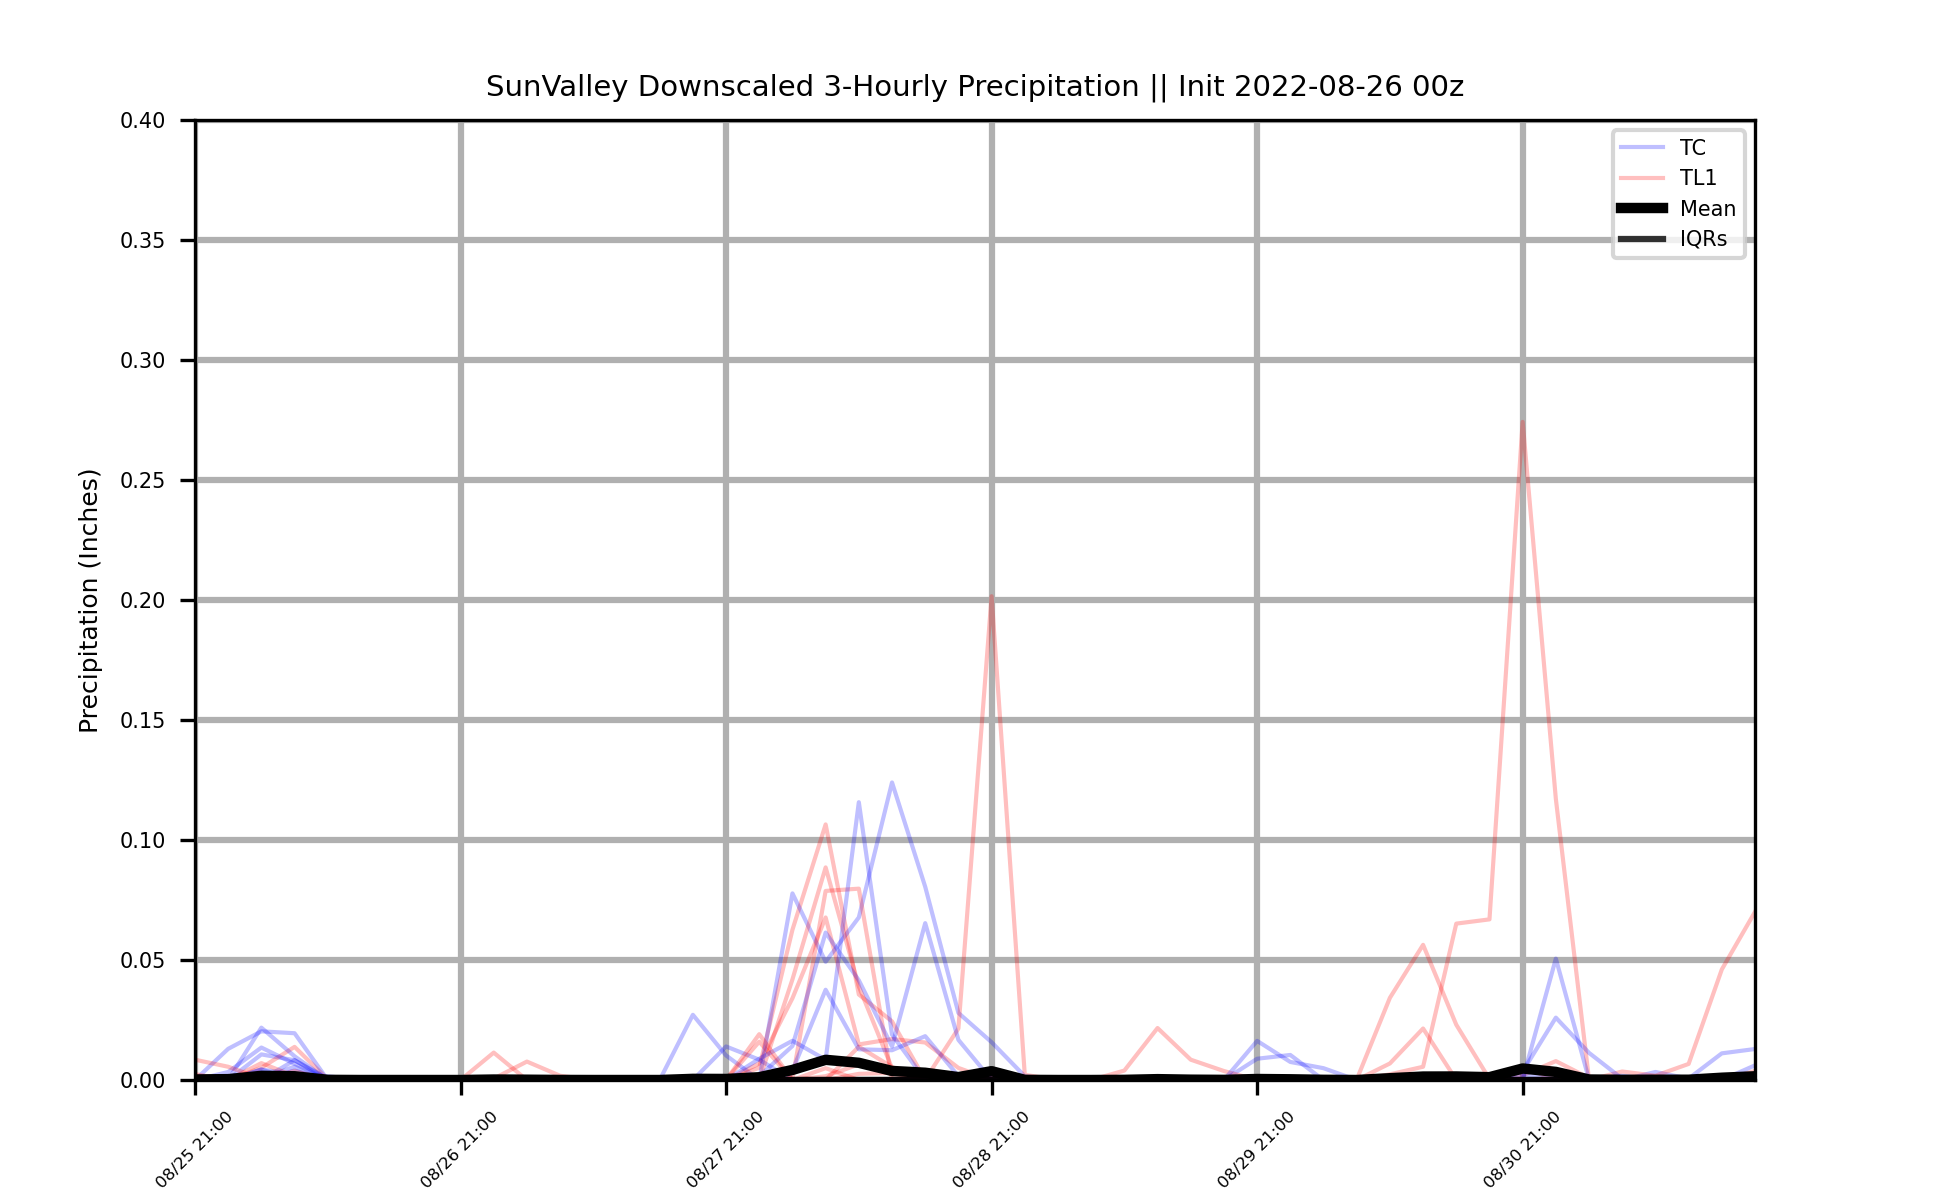 SunValley Downscaled 3-Hourly Precipitation || Init 2022-08-26 00z
TC
TL1
Mean
IQRs
Precipitation (Inches)
0.40
0.35
0.30
0.25
0.20
0.15
0.10
0.05
0.00
08/25 21:00
08/26 21:00
08/27 21:00
08/28 21:00
08/29 21:00
08/30 21:00